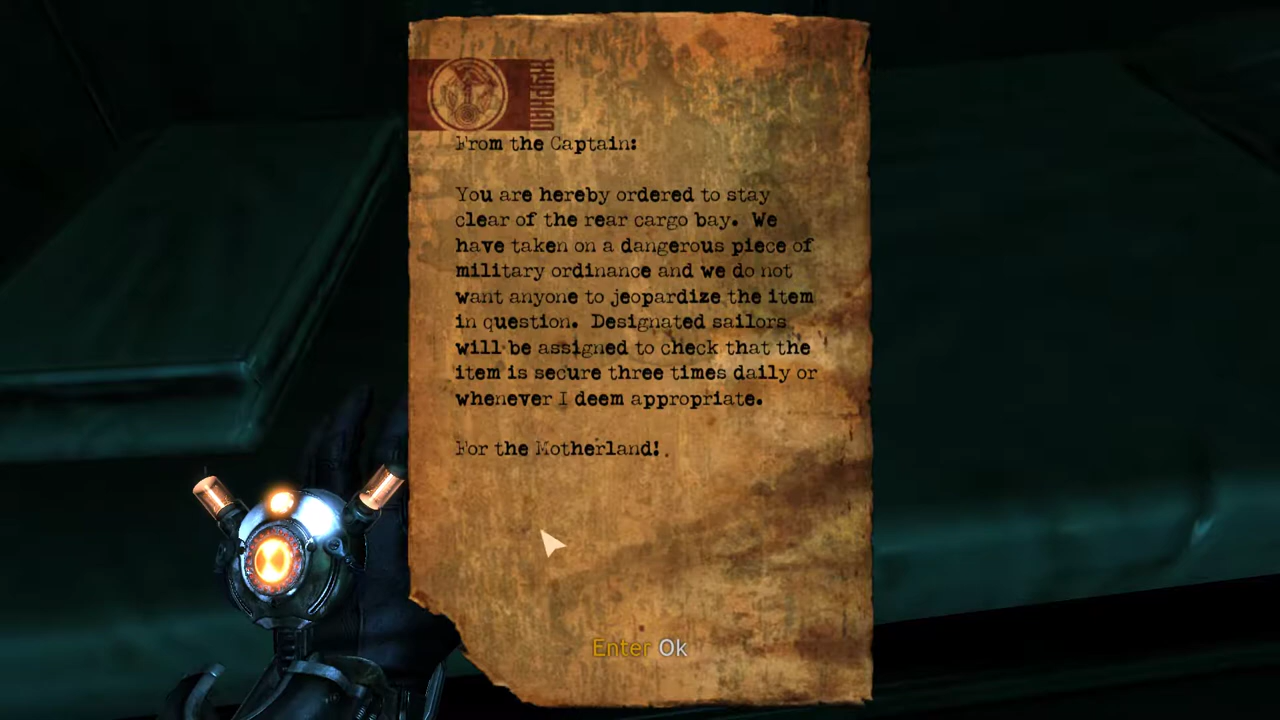 ЖУРНАЛ
From the Captain:
You are hereby ordered to stay
clear of the rear cargo bay. We
have taken on a dangerous piece of
military ordinance and we do not
want anyone to jeopardize the item
in question. Designated sailors
will be assigned to check that the
item is secure three times daily or
whenever I deem appropriate.
For the Motherland!
Enter Ok